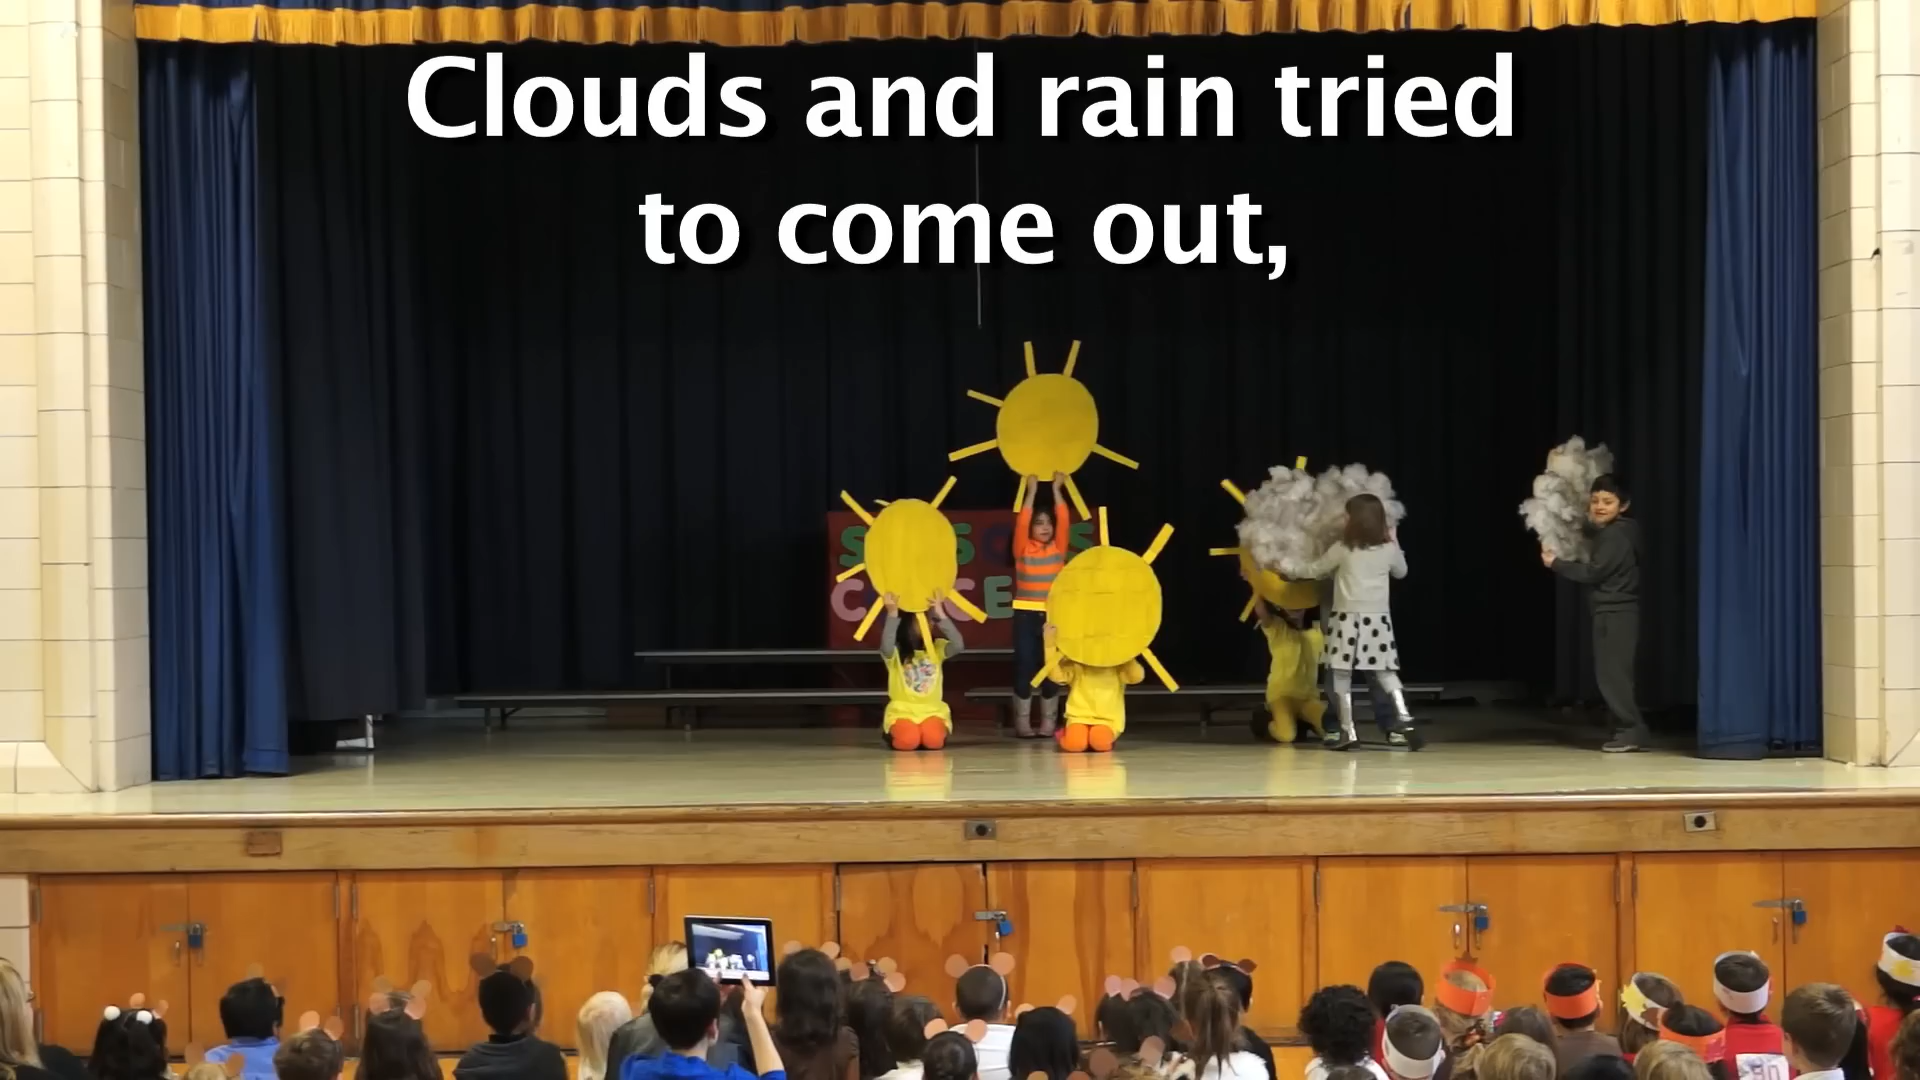 Clouds and rain tried
to come out,